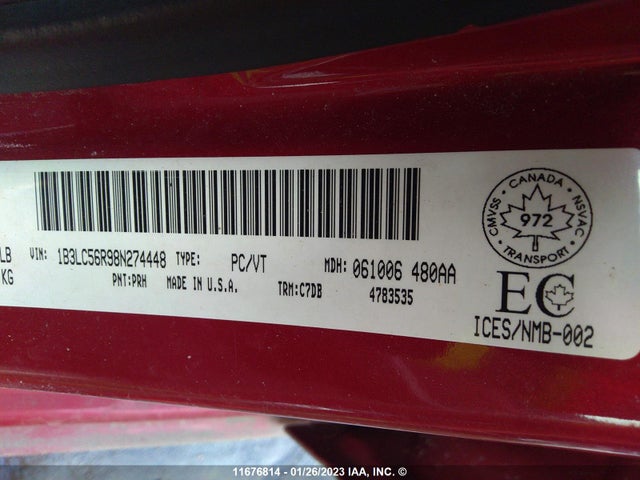 LB
KG
VIN: 1B3LC56R98N274448 TYPE: PC/VT MDH: 061006 480AA
PNT:PRH MADE IN U.S.A. TRM:C7DB 4783535
CMVSS • CANADA • NSVAC
972
• TRANSPORT •
EC
ICES/NMB-002
11676814 - 01/26/2023 IAA, INC. ©